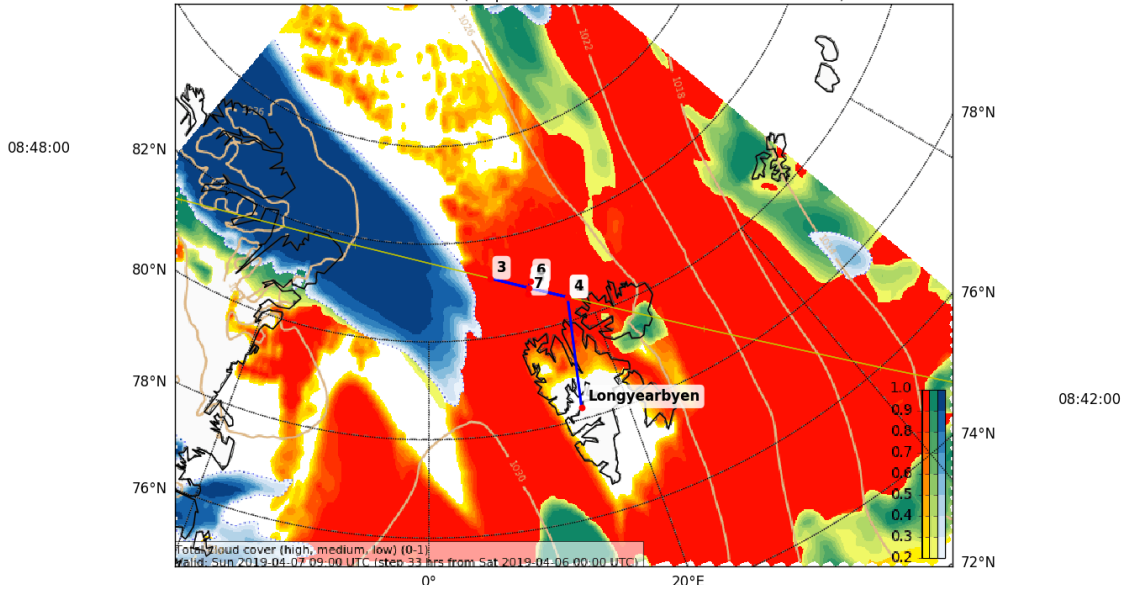 1026
1022
1018
78°N
82°N
08:48:00
3
6
7
4
80°N
76°N
78°N
Longyearbyen
1.0
0.9
0.8
0.7
0.6
0.5
0.4
0.3
0.2
08:42:00
74°N
1030
76°N
Total cloud cover (high, medium, low) (0-1)
Valid: Sun 2019-04-07 09:00 UTC (step 33 hrs from Sat 2019-04-06 00:00 UTC)
72°N
0°
20°E